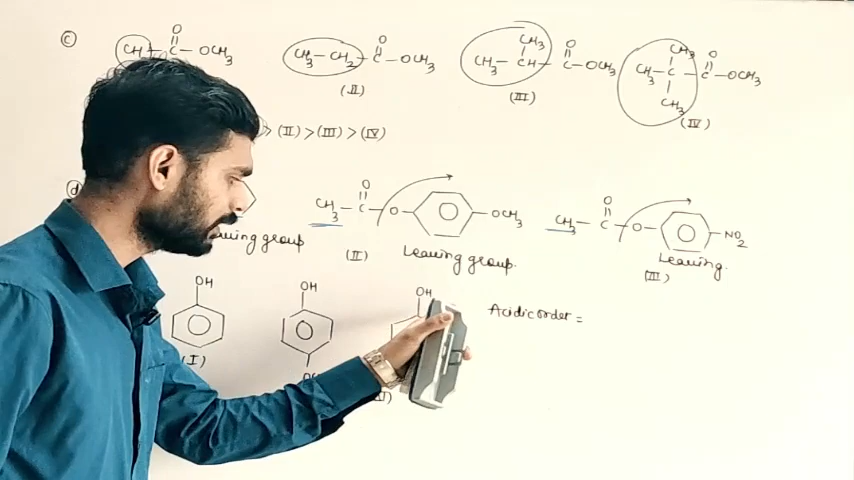 (c) CH - C - OCH3 O
CH3 - CH2 - C - OCH3 O (II)
CH3 - CH - C - OCH3 CH3 O (III)
CH3 - C - C - OCH3 CH3 CH3 O (IV)
> (II) > (III) > (IV)
(d)
group
CH3 - C - O OCH3 O (II) Leaving group.
CH3 - C - O NO2 O (III) Leaving.
OH (I)
OH
OH
Acidic order =